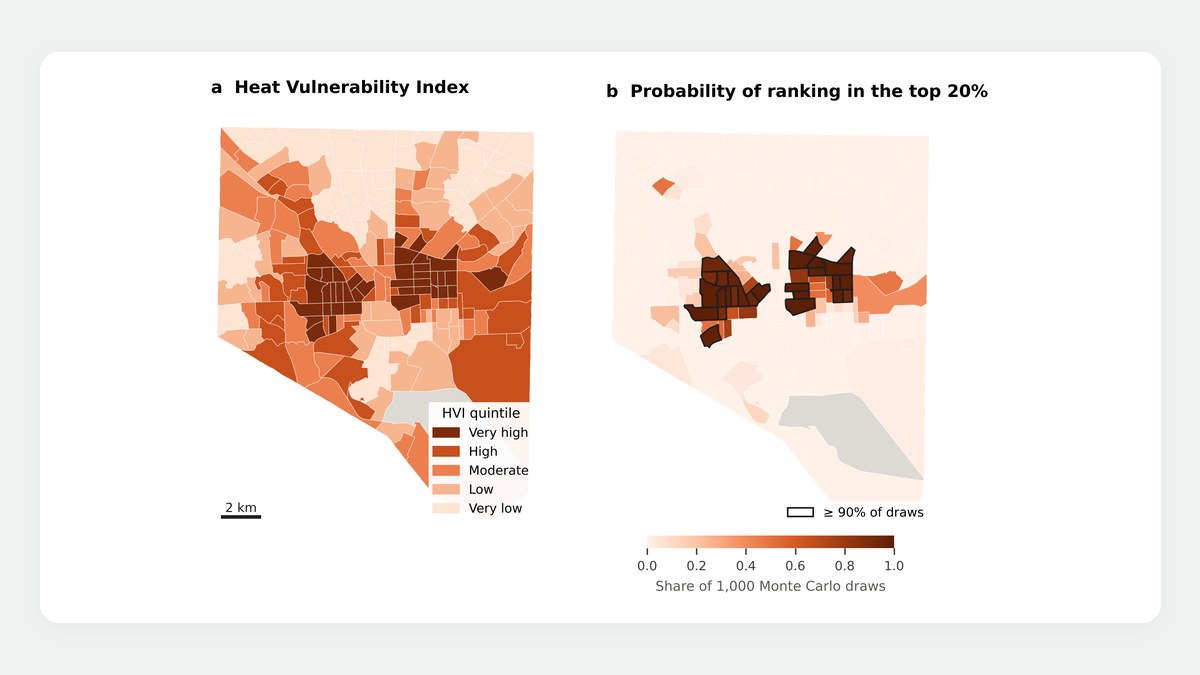 a Heat Vulnerability Index
HVI quintile
Very high
High
Moderate
Low
Very low
2 km
b Probability of ranking in the top 20%
≥ 90% of draws
0.0 0.2 0.4 0.6 0.8 1.0
Share of 1,000 Monte Carlo draws